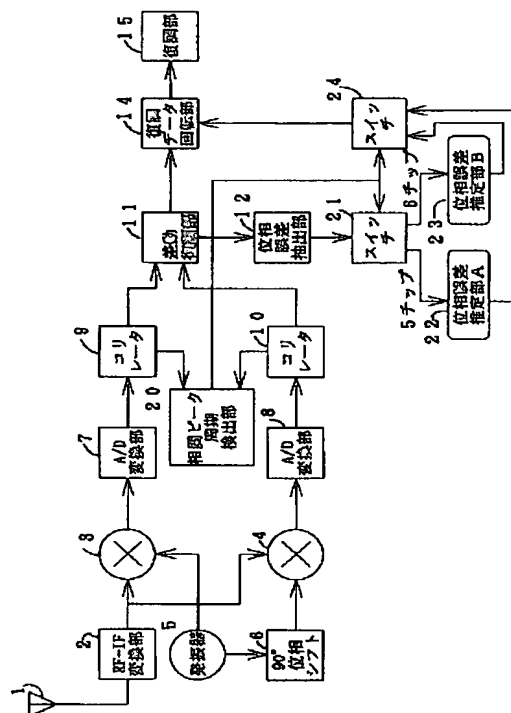 1
2
RF-IF
変換部
3
4
5
発振器
6
90°
位相
シフト
7
A/D
変換部
8
A/D
変換部
9
コリ
レータ
10
コリ
レータ
20
相関ピーク
周期
検出部
11
差動
12
位相
誤差
抽出部
21
スイッ
チ
5チップ
6チップ
22
位相誤差
推定部A
23
位相誤差
推定部B
24
スイッ
チ
14
復調
データ
回転部
15
復調部